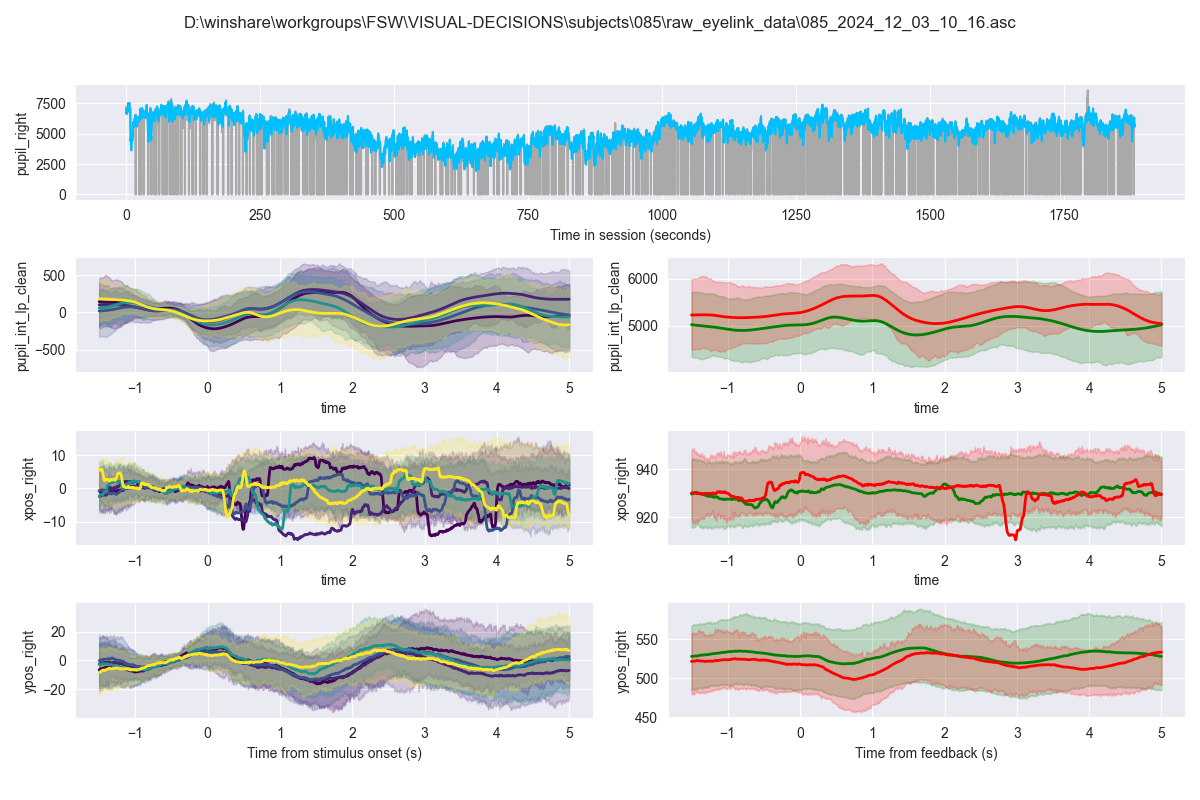 D:\winshare\workgroups\FSW\VISUAL-DECISIONS\subjects\085\raw_eyelink_data\085_2024_12_03_10_16.asc
pupil_right
7500
5000
2500
0
0 250 500 750 1000 1250 1500 1750
Time in session (seconds)
pupil_int_lp_clean
500
0
−500
−1 0 1 2 3 4 5
time
pupil_int_lp_clean
6000
5000
−1 0 1 2 3 4 5
time
xpos_right
10
0
−10
−1 0 1 2 3 4 5
time
xpos_right
940
920
−1 0 1 2 3 4 5
time
ypos_right
20
0
−20
−1 0 1 2 3 4 5
Time from stimulus onset (s)
ypos_right
550
500
450
−1 0 1 2 3 4 5
Time from feedback (s)